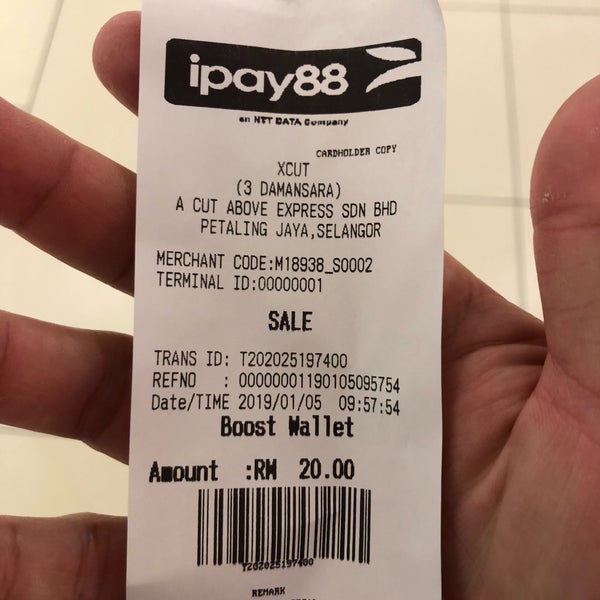 ipay88
an NTT DATA Company
CARDHOLDER COPY
XCUT
(3 DAMANSARA)
A CUT ABOVE EXPRESS SDN BHD
PETALING JAYA,SELANGOR
MERCHANT CODE:M18938_S0002
TERMINAL ID:00000001
SALE
TRANS ID: T202025197400
REFNO : 00000001190105095754
Date/TIME 2019/01/05 09:57:54
Boost Wallet
Amount :RM 20.00
T202025197400
REMARK